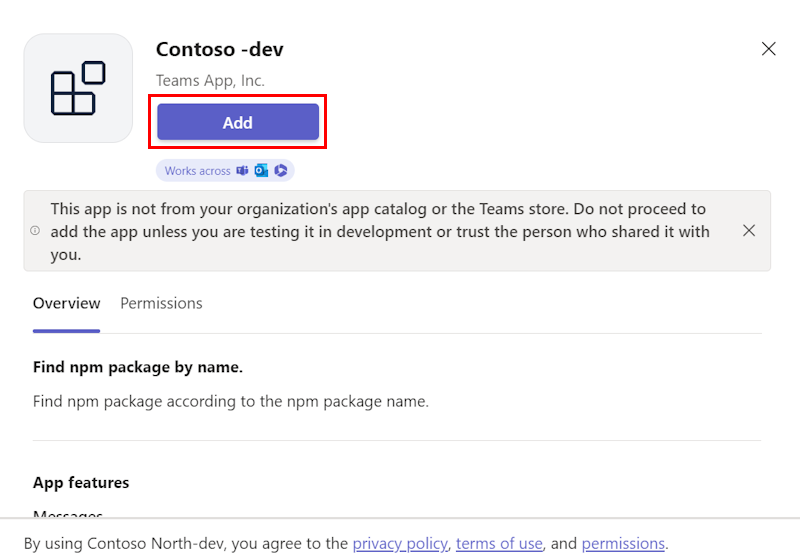 Contoso -dev
Teams App, Inc.
Add
Works across
This app is not from your organization's app catalog or the Teams store. Do not proceed to
add the app unless you are testing it in development or trust the person who shared it with
you.
Overview Permissions
Find npm package by name.
Find npm package according to the npm package name.
App features
Messages
By using Contoso North-dev, you agree to the privacy policy, terms of use, and permissions.